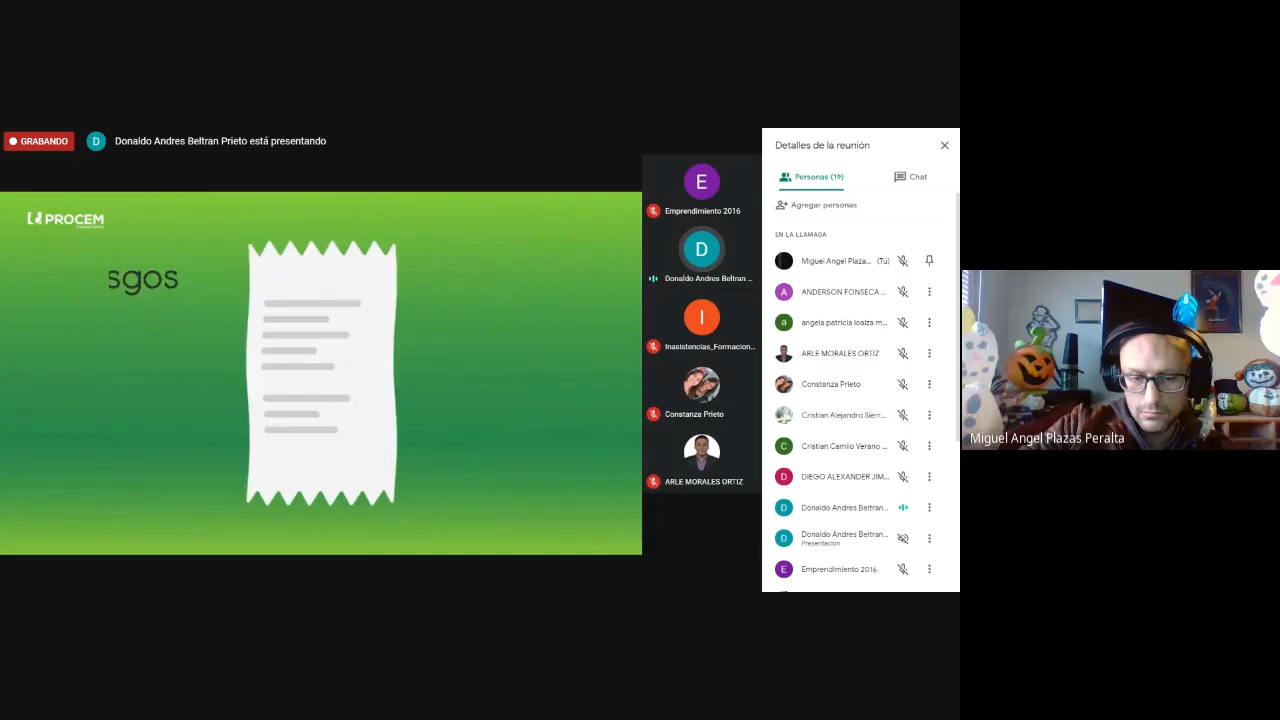 GRABANDO
D
Donaldo Andres Beltran Prieto está presentando
PROCEM
sgos
E
Emprendimiento 2016
D
Donaldo Andres Beltran ...
I
Inasistencias_Formacion...
Constanza Prieto
ARLE MORALES ORTIZ
Detalles de la reunión
Personas (19)
Chat
Agregar personas
EN LA LLAMADA
Miguel Angel Plaza... (Tú)
A
ANDERSON FONSECA ...
a
angela patricia loaiza m...
ARLE MORALES ORTIZ
Constanza Prieto
Cristian Alejandro Sierr...
C
Cristian Camilo Verano ...
D
DIEGO ALEXANDER JIM...
D
Donaldo Andres Beltran...
D
Donaldo Andres Beltran...
Presentación
E
Emprendimiento 2016
Miguel Angel Plazas Peralta